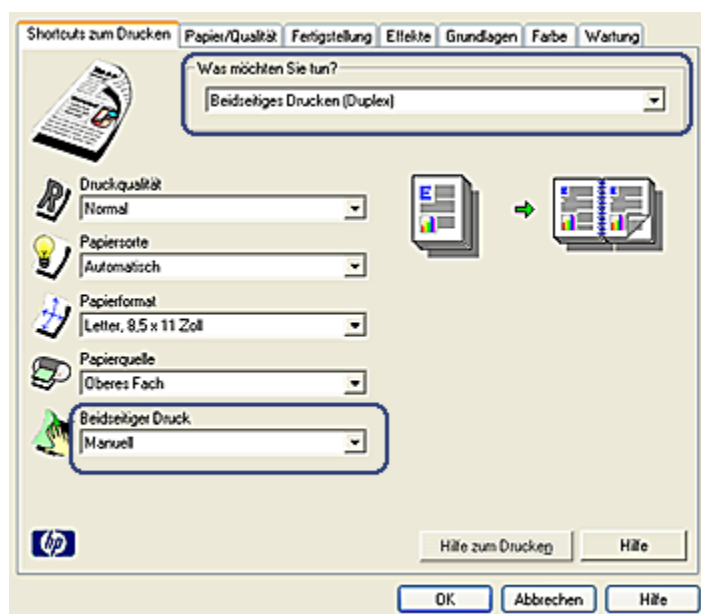 Shortcuts zum Drucken Papier/Qualität Fertigstellung Effekte Grundlagen Farbe Wartung
Was möchten Sie tun?
Beidseitiges Drucken (Duplex)
Druckqualität
Normal
Papiersorte
Automatisch
Papierformat
Letter, 8,5 x 11 Zoll
Papierquelle
Oberes Fach
Beidseitiger Druck
Manuell
hp
Hilfe zum Drucken Hilfe
OK Abbrechen Hilfe